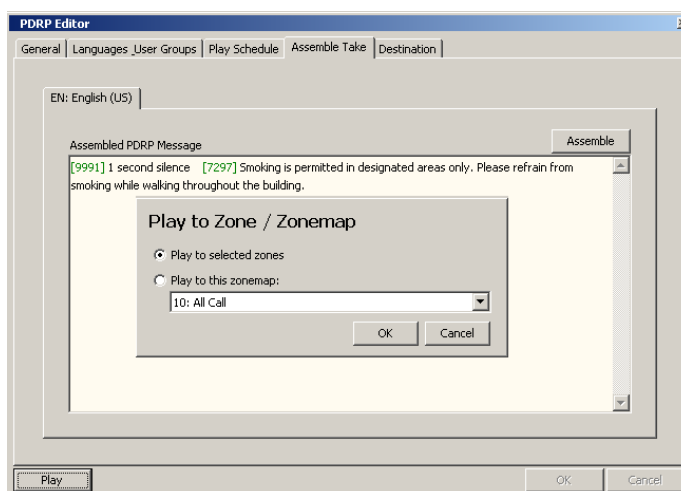 PDRP Editor
General Languages _User Groups Play Schedule Assemble Take Destination
EN: English (US)
Assembled PDRP Message
Assemble
[9991] 1 second silence [7297] Smoking is permitted in designated areas only. Please refrain from
smoking while walking throughout the building.
Play to Zone / Zonemap
Play to selected zones
Play to this zonemap:
10: All Call
OK Cancel
Play OK Cancel